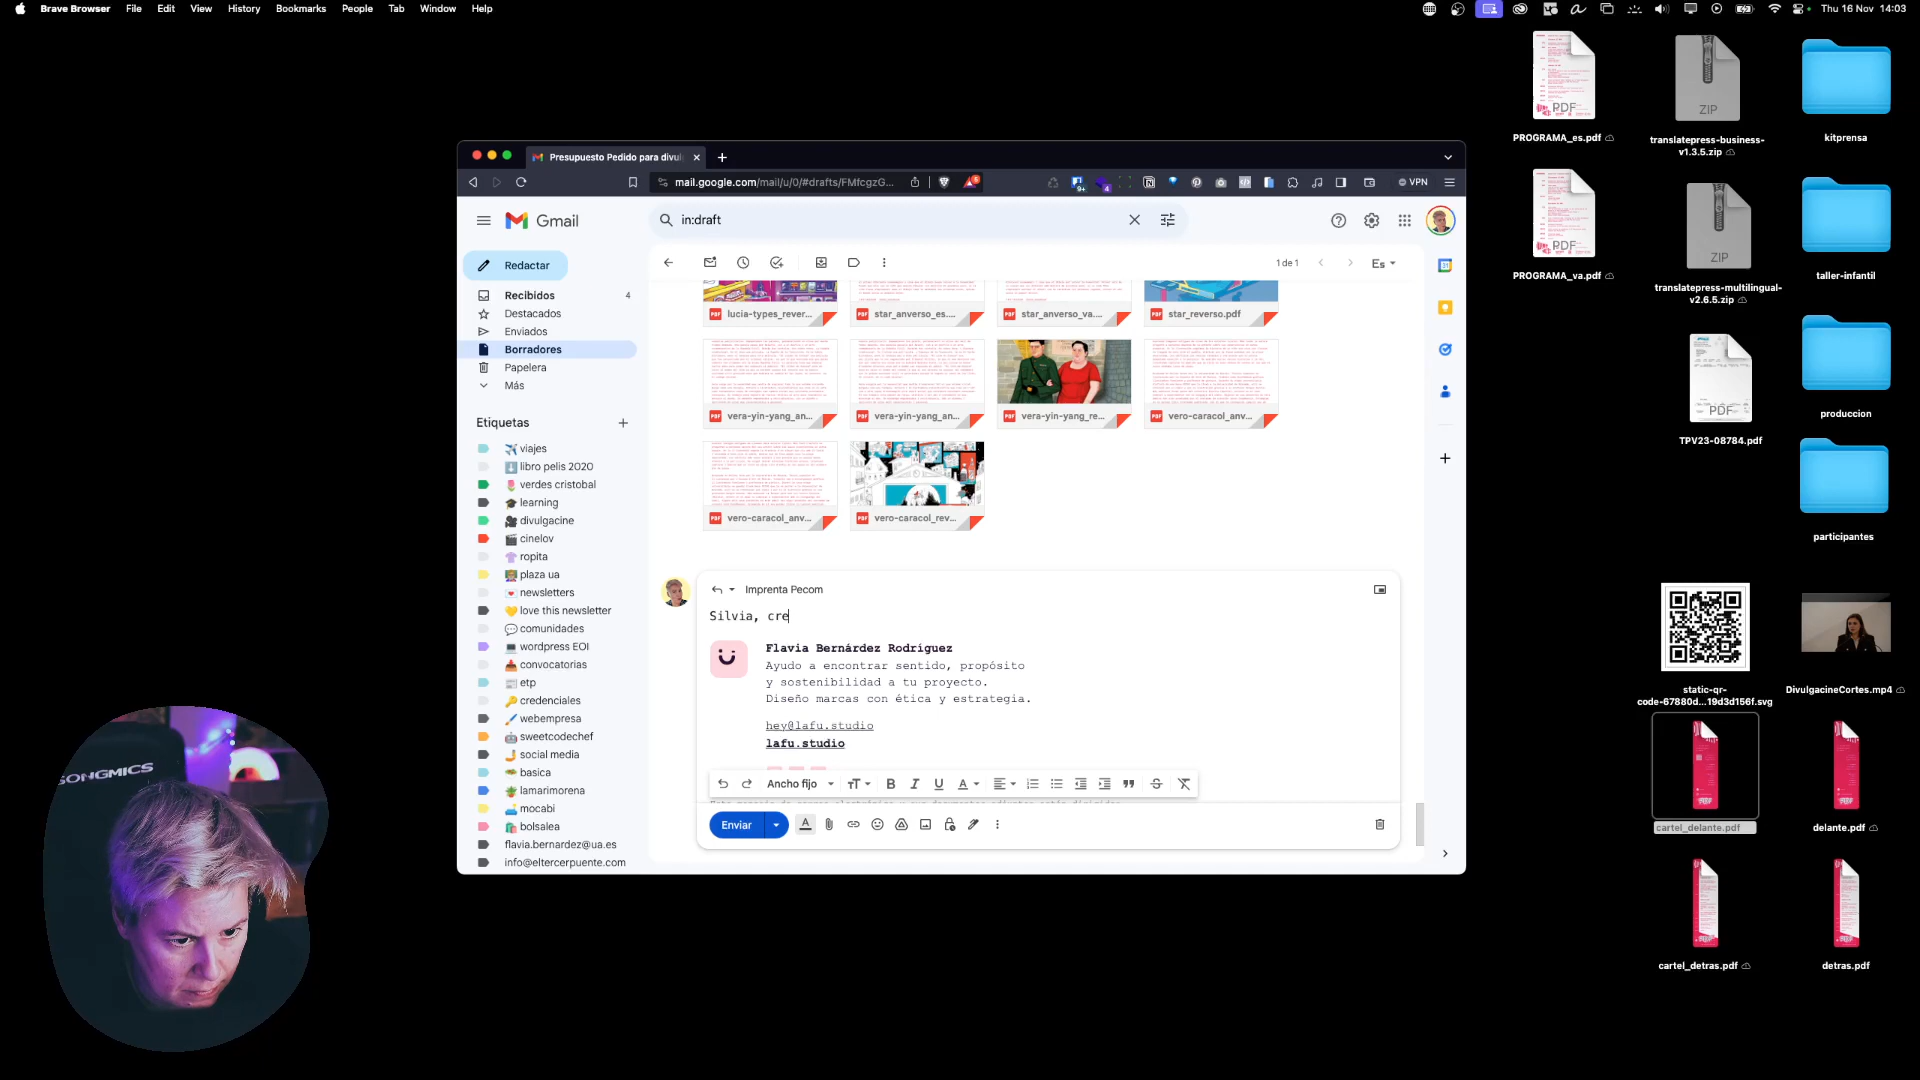 Brave Browser File Edit View History Bookmarks People Tab Window Help
Thu 16 Nov 14:03
Presupuesto Pedido para divul
mail.google.com/mail/u/0/#drafts/FMfcgzG...
VPN
Gmail
in:draft
Redactar
1 de 1
Es
Recibidos 4
Destacados
Enviados
Borradores
Papelera
Más
Etiquetas
viajes
libro pelis 2020
verdes cristobal
learning
divulgacine
cinelov
ropita
plaza ua
newsletters
love this newsletter
comunidades
wordpress EOI
convocatorias
etp
credenciales
webempresa
sweetcodechef
social media
basica
lamarimorena
mocabi
bolsalea
flavia.bernardez@ua.es
info@eltercerpuente.com
lucia-types_rever...
star_anverso_es....
star_anverso_va....
star_reverso.pdf
vera-yin-yang_an...
vera-yin-yang_an...
vera-yin-yang_re...
vero-caracol_anv...
vero-caracol_anv...
vero-caracol_rev...
Imprenta Pecom
Silvia, cre
Flavia Bernárdez Rodríguez
Ayudo a encontrar sentido, propósito
y sostenibilidad a tu proyecto.
Diseño marcas con ética y estrategia.
hey@lafu.studio
lafu.studio
Ancho fijo
Enviar
PDF
PROGRAMA_es.pdf
ZIP
translatepress-business-
v1.3.5.zip
kitprensa
PROGRAMA_va.pdf
ZIP
translatepress-multilingual-
v2.6.5.zip
taller-infantil
PDF
TPV23-08784.pdf
produccion
participantes
static-qr-
code-67880d...19d3d156f.svg
DivulgacineCortes.mp4
cartel_delante.pdf
delante.pdf
cartel_detras.pdf
detras.pdf
SONGMICS